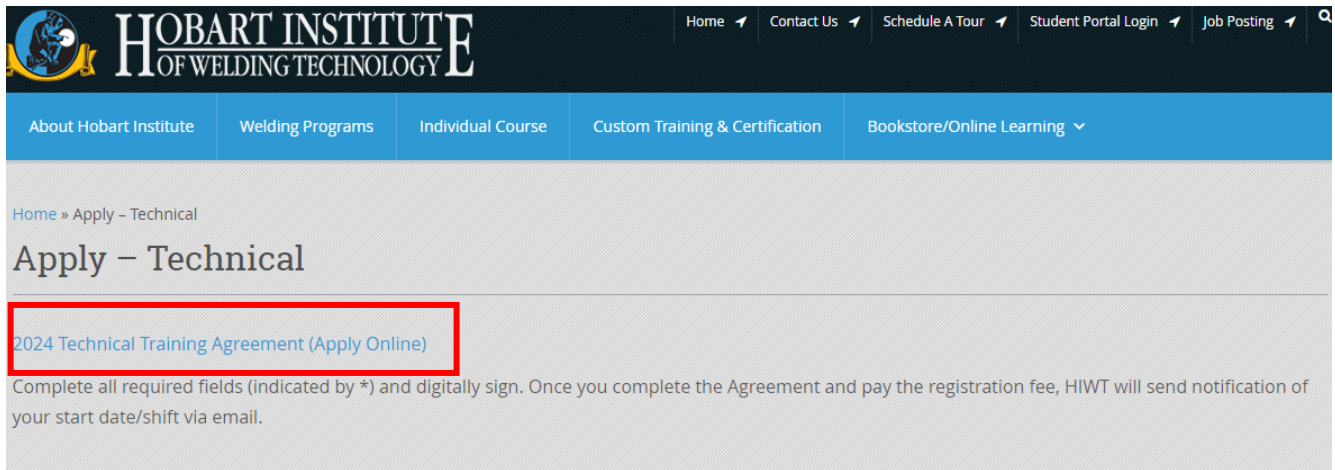 HOBART INSTITUTE
OF WELDING TECHNOLOGY
Home
Contact Us
Schedule A Tour
Student Portal Login
Job Posting
About Hobart Institute
Welding Programs
Individual Course
Custom Training & Certification
Bookstore/Online Learning
Home » Apply – Technical
Apply – Technical
2024 Technical Training Agreement (Apply Online)
Complete all required fields (indicated by *) and digitally sign. Once you complete the Agreement and pay the registration fee, HIWT will send notification of
your start date/shift via email.